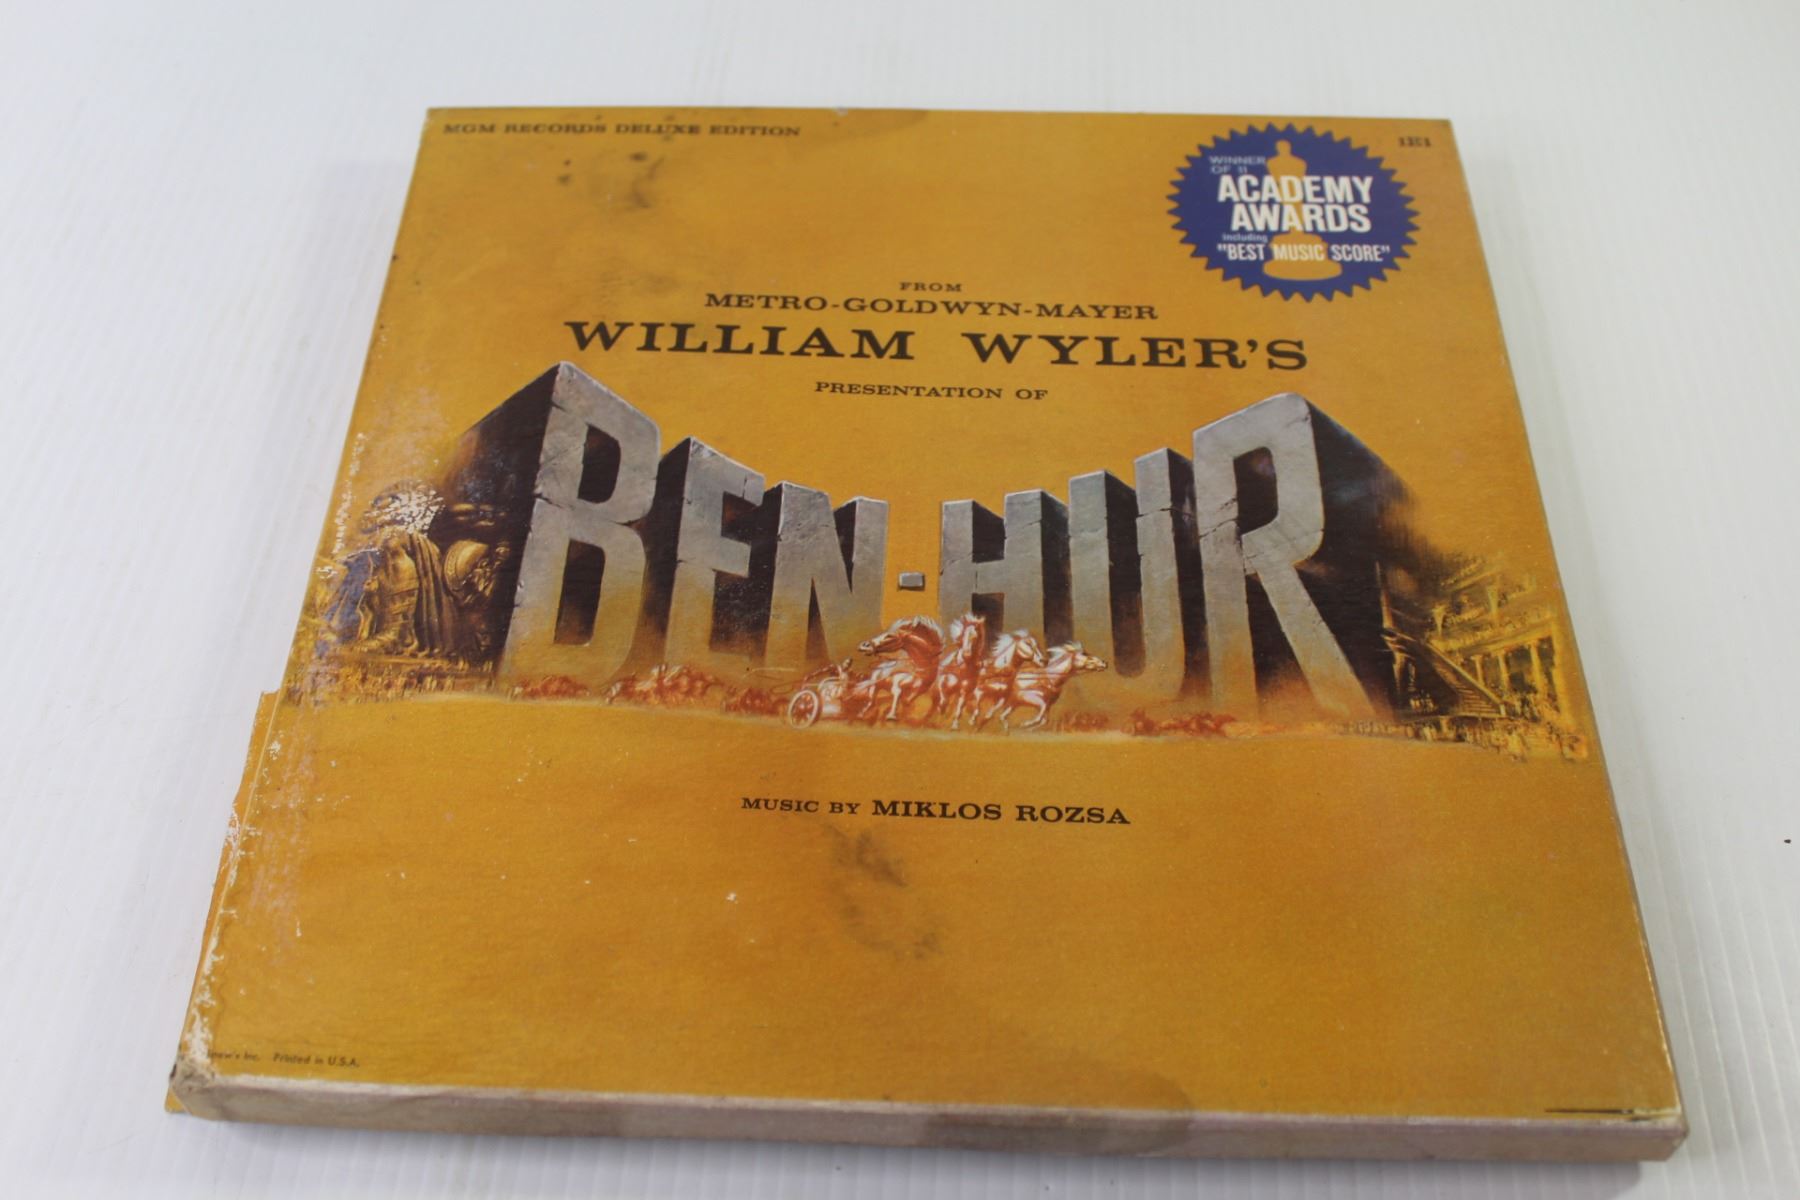 MGM RECORDS DELUXE EDITION
1E1
WINNER
OF 11
ACADEMY
AWARDS
including
"BEST MUSIC SCORE"
FROM
METRO-GOLDWYN-MAYER
WILLIAM WYLER'S
PRESENTATION OF
BEN-HUR
MUSIC BY MIKLOS ROZSA
Inc. Printed in U.S.A.